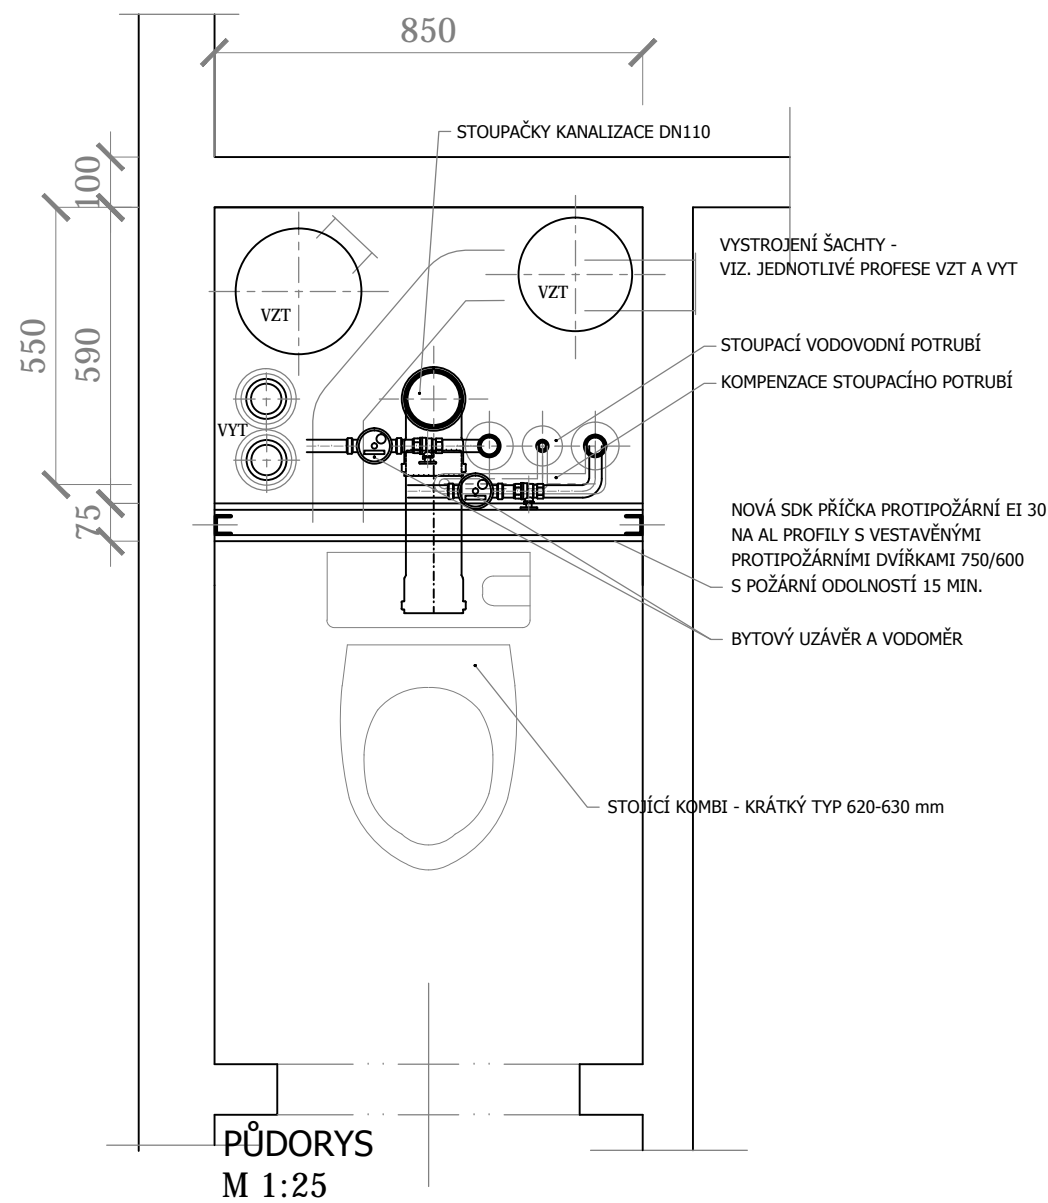 850
STOUPAČKY KANALIZACE DN110
100
VYSTROJENÍ ŠACHTY -
VIZ. JEDNOTLIVÉ PROFESE VZT A VYT
VZT
VZT
550
590
STOUPACÍ VODOVODNÍ POTRUBÍ
KOMPENZACE STOUPACÍHO POTRUBÍ
VYT
75
NOVÁ SDK PŘÍČKA PROTIPOŽÁRNÍ EI 30
NA AL PROFILY S VESTAVĚNÝMI
PROTIPOŽÁRNÍMI DVÍŘKAMI 750/600
S POŽÁRNÍ ODOLNOSTÍ 15 MIN.
BYTOVÝ UZÁVĚR A VODOMĚR
STOJÍCÍ KOMBI - KRÁTKÝ TYP 620-630 mm
PŮDORYS
M 1:25